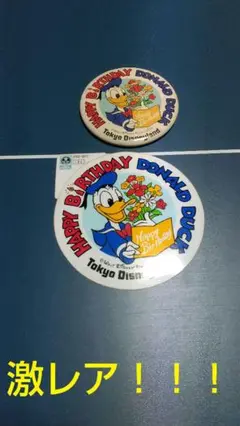 HAPPY BIRTHDAY DONALD DUCK
Tokyo Disneyland
HAPPY BIRTHDAY DONALD DUCK
Happy
Birthday
Tokyo Disn
激レア！！！